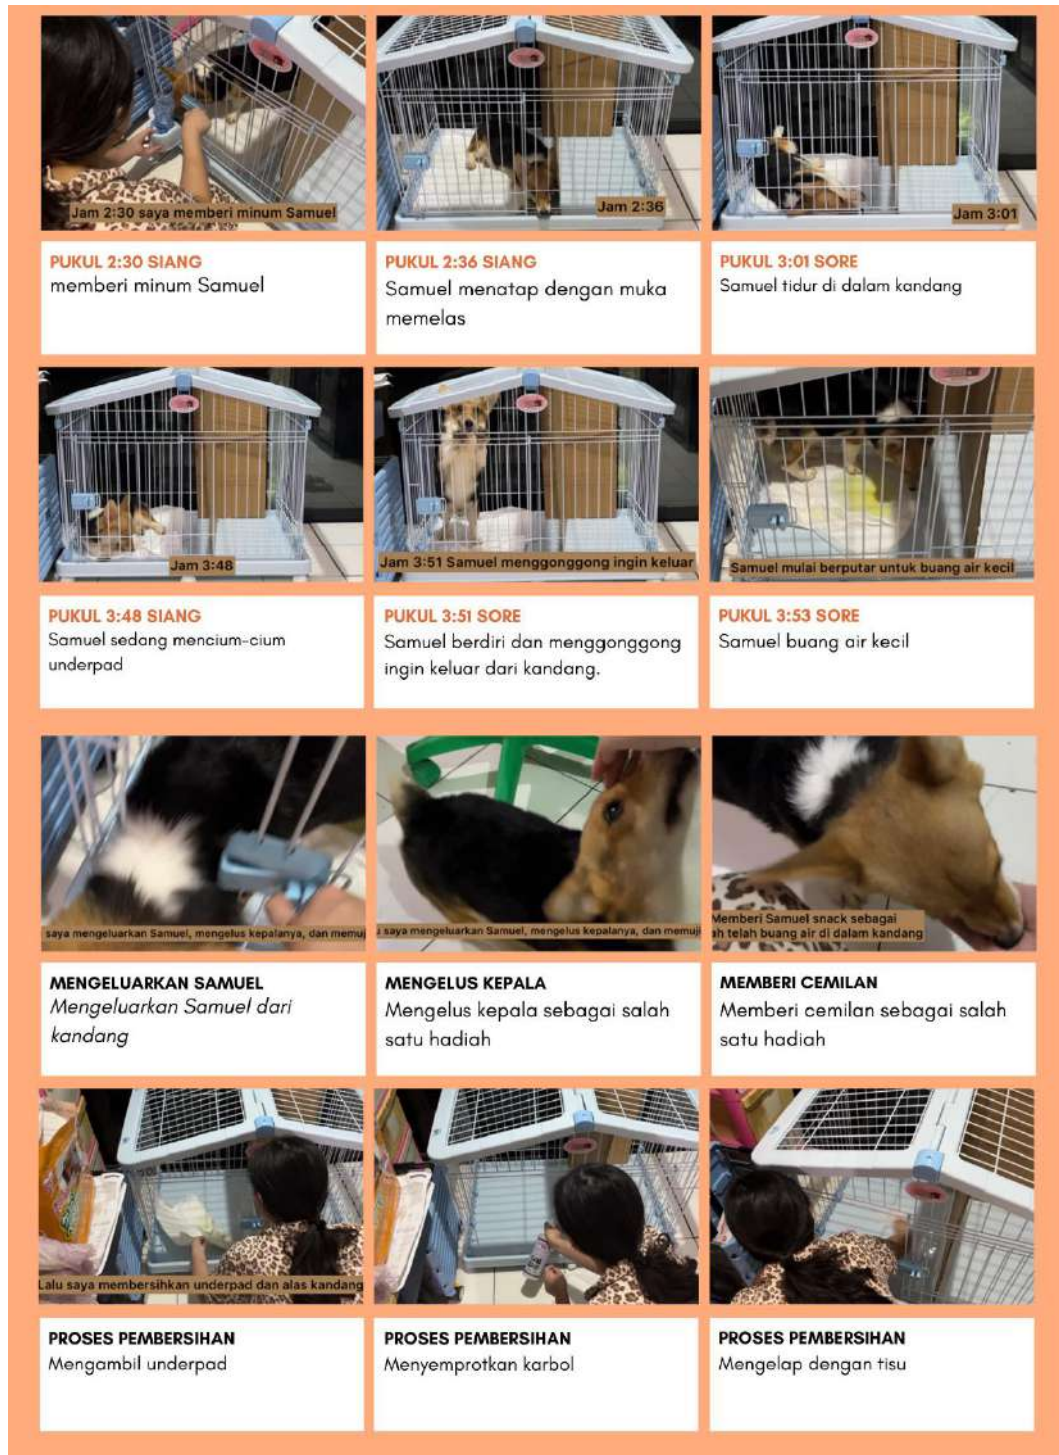 Jam 2:30 saya memberi minum Samuel
Jam 2:36
Jam 3:01
PUKUL 2:30 SIANG
memberi minum Samuel
PUKUL 2:36 SIANG
Samuel menatap dengan muka
memelas
PUKUL 3:01 SORE
Samuel tidur di dalam kandang
Jam 3:48
Jam 3:51 Samuel menggonggong ingin keluar
Samuel mulai berputar untuk buang air kecil
PUKUL 3:48 SIANG
Samuel sedang mencium-cium
underpad
PUKUL 3:51 SORE
Samuel berdiri dan menggonggong
ingin keluar dari kandang.
PUKUL 3:53 SORE
Samuel buang air kecil
saya mengeluarkan Samuel, mengelus kepalanya, dan memuji
u saya mengeluarkan Samuel, mengelus kepalanya, dan memuji
Memberi Samuel snack sebagai
ah telah buang air di dalam kandang
MENGELUARKAN SAMUEL
Mengeluarkan Samuel dari
kandang
MENGELUS KEPALA
Mengelus kepala sebagai salah
satu hadiah
MEMBERI CEMILAN
Memberi cemilan sebagai salah
satu hadiah
Lalu saya membersihkan underpad dan alas kandang
PROSES PEMBERSIHAN
Mengambil underpad
PROSES PEMBERSIHAN
Menyemprotkan karbol
PROSES PEMBERSIHAN
Mengelap dengan tisu